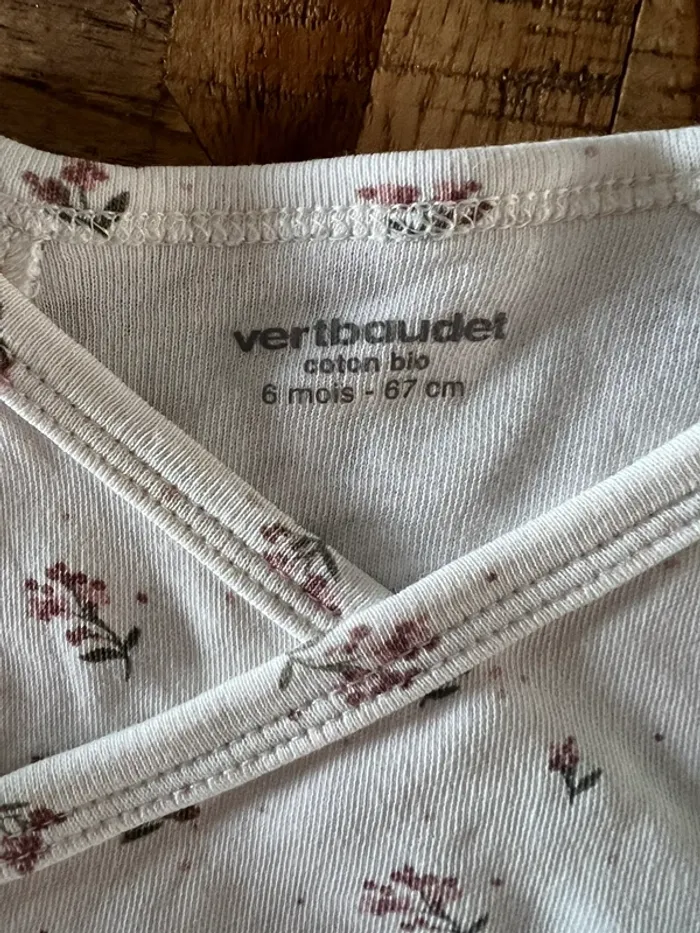 vertbaudet
coton bio
6 mois - 67 cm